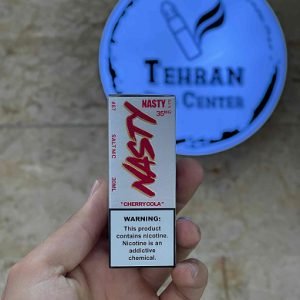 TEHRAN
Center
NASTY
35MG
SALT NIC
30ML
NASTY
"CHERRY COLA"
WARNING:
This product
contains nicotine.
Nicotine is an
addictive
chemical.